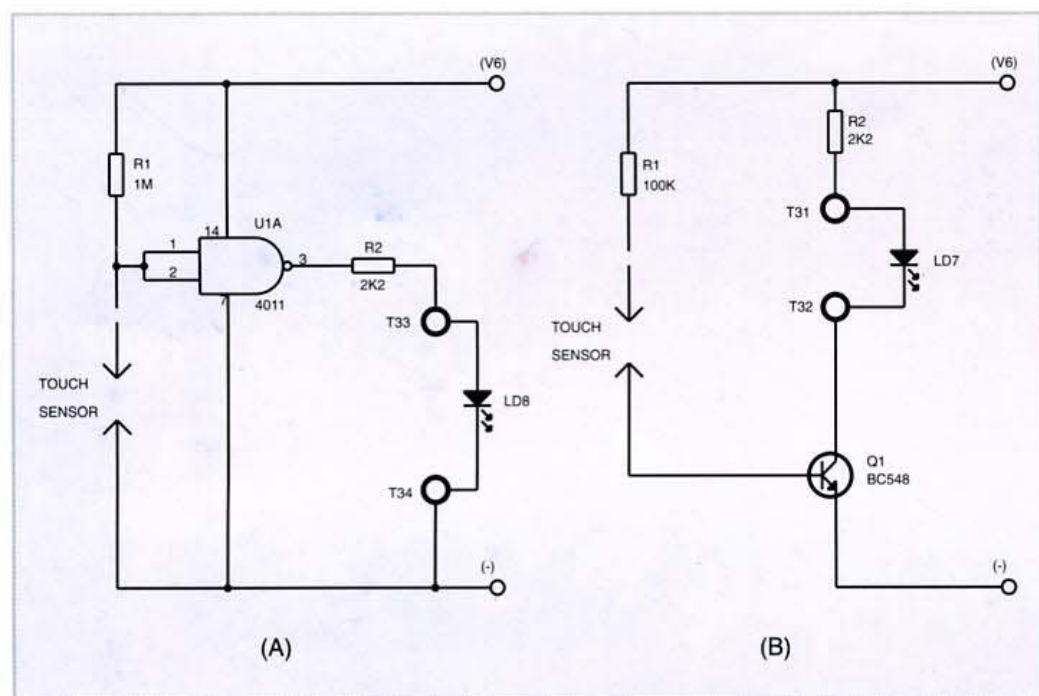 (V6)
R1
1M
U1A
14
1
2
3
7
4011
R2
2K2
T33
TOUCH
SENSOR
LD8
T34
(-)
(A)
(V6)
R2
2K2
R1
100K
T31
LD7
T32
TOUCH
SENSOR
Q1
BC548
(-)
(B)